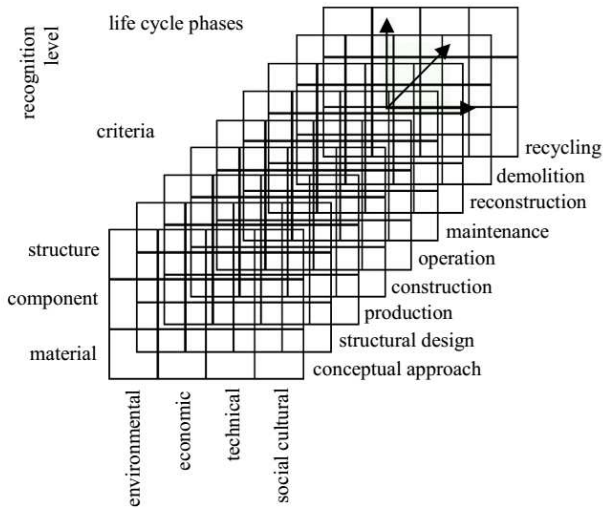 life cycle phases
recognition
level
criteria
recycling
demolition
reconstruction
maintenance
structure
operation
construction
component
production
structural design
material
conceptual approach
environmental
economic
technical
social cultural